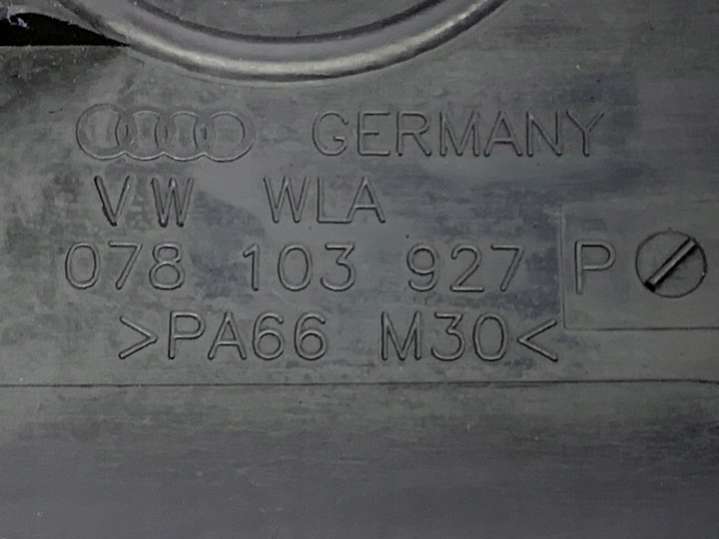 GERMANY
VW WLA
078 103 927 P
>PA66 M30<